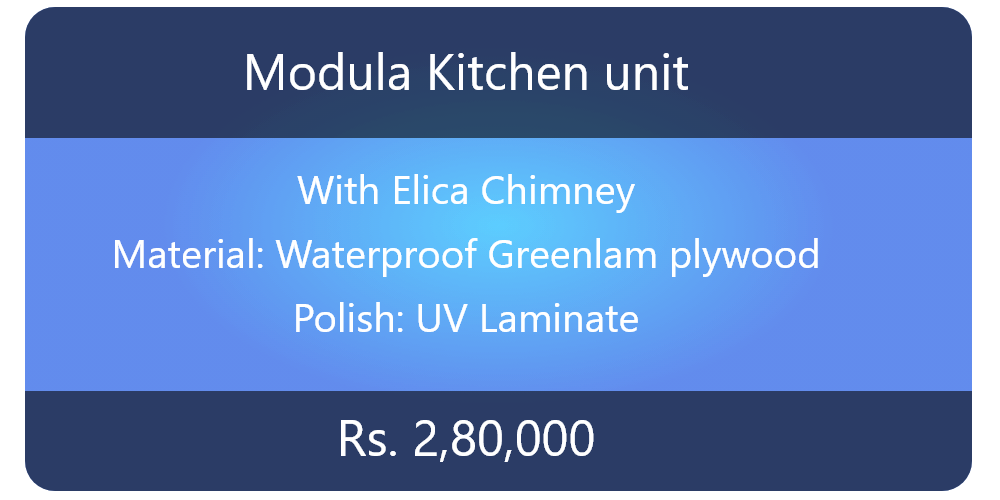 Modula Kitchen unit
With Elica Chimney
Material: Waterproof Greenlam plywood
Polish: UV Laminate
Rs. 2,80,000